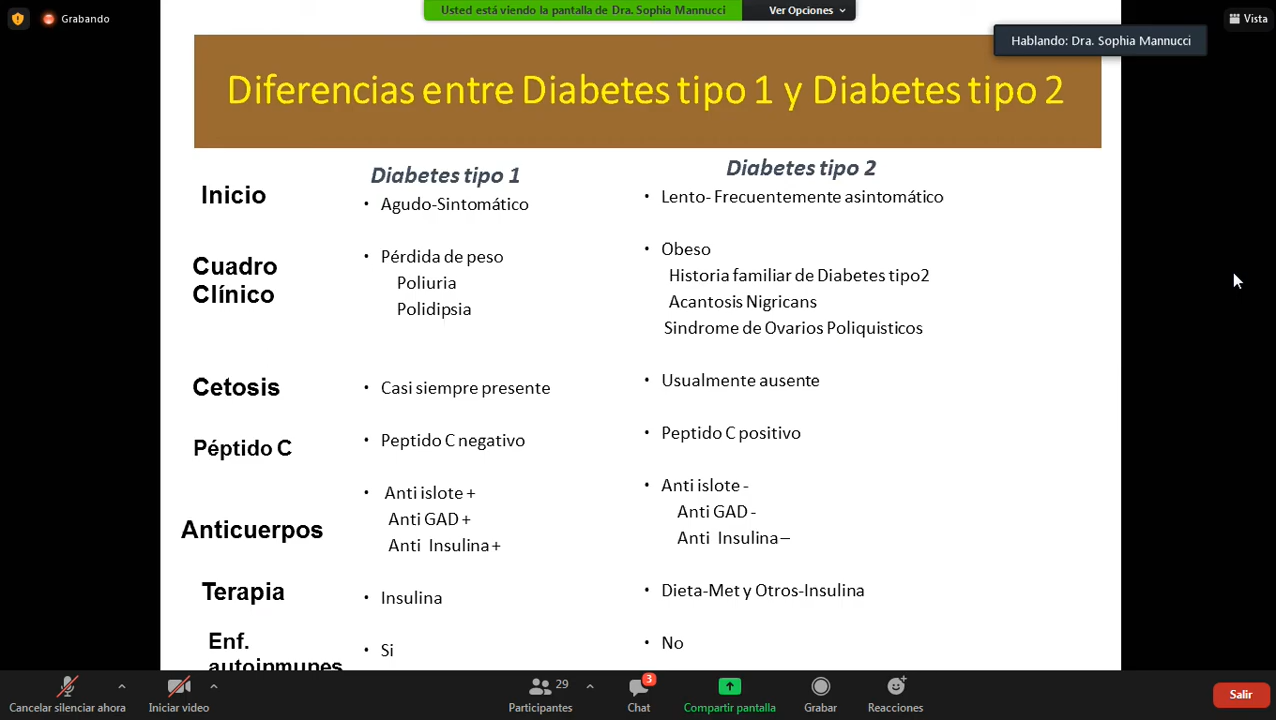 Grabando
Usted está viendo la pantalla de Dra. Sophia Mannucci
Ver Opciones
Vista
Hablando: Dra. Sophia Mannucci
Diferencias entre Diabetes tipo 1 y Diabetes tipo 2
Diabetes tipo 1
Diabetes tipo 2
Inicio
Agudo-Sintomático
Lento- Frecuentemente asintomático
Cuadro
Clínico
Pérdida de peso
Poliuria
Polidipsia
Obeso
Historia familiar de Diabetes tipo2
Acantosis Nigricans
Sindrome de Ovarios Poliquisticos
Cetosis
Casi siempre presente
Usualmente ausente
Péptido C
Peptido C negativo
Peptido C positivo
Anticuerpos
Anti islote +
Anti GAD +
Anti Insulina +
Anti islote -
Anti GAD -
Anti Insulina –
Terapia
Insulina
Dieta-Met y Otros-Insulina
Enf.
autoinmunes
Si
No
Cancelar silenciar ahora
Iniciar video
29
Participantes
3
Chat
Compartir pantalla
Grabar
Reacciones
Salir